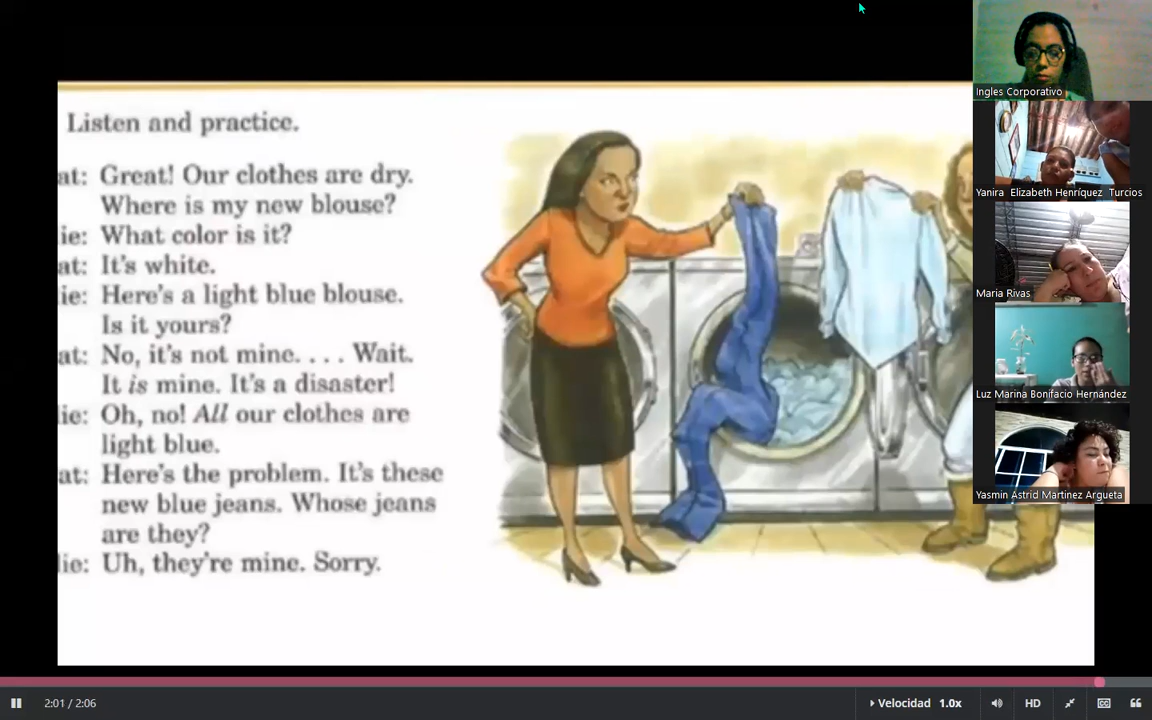 Listen and practice.
at: Great! Our clothes are dry.
Where is my new blouse?
ie: What color is it?
at: It's white.
ie: Here's a light blue blouse.
Is it yours?
at: No, it's not mine. . . . Wait.
It is mine. It's a disaster!
lie: Oh, no! All our clothes are
light blue.
at: Here's the problem. It's these
new blue jeans. Whose jeans
are they?
lie: Uh, they're mine. Sorry.
Ingles Corporativo
Yanira Elizabeth Henríquez Turcios
Maria Rivas
Luz Marina Bonifacio Hernández
Yasmin Astrid Martinez Argueta
2:01 / 2:06
Velocidad 1.0x
HD
CC